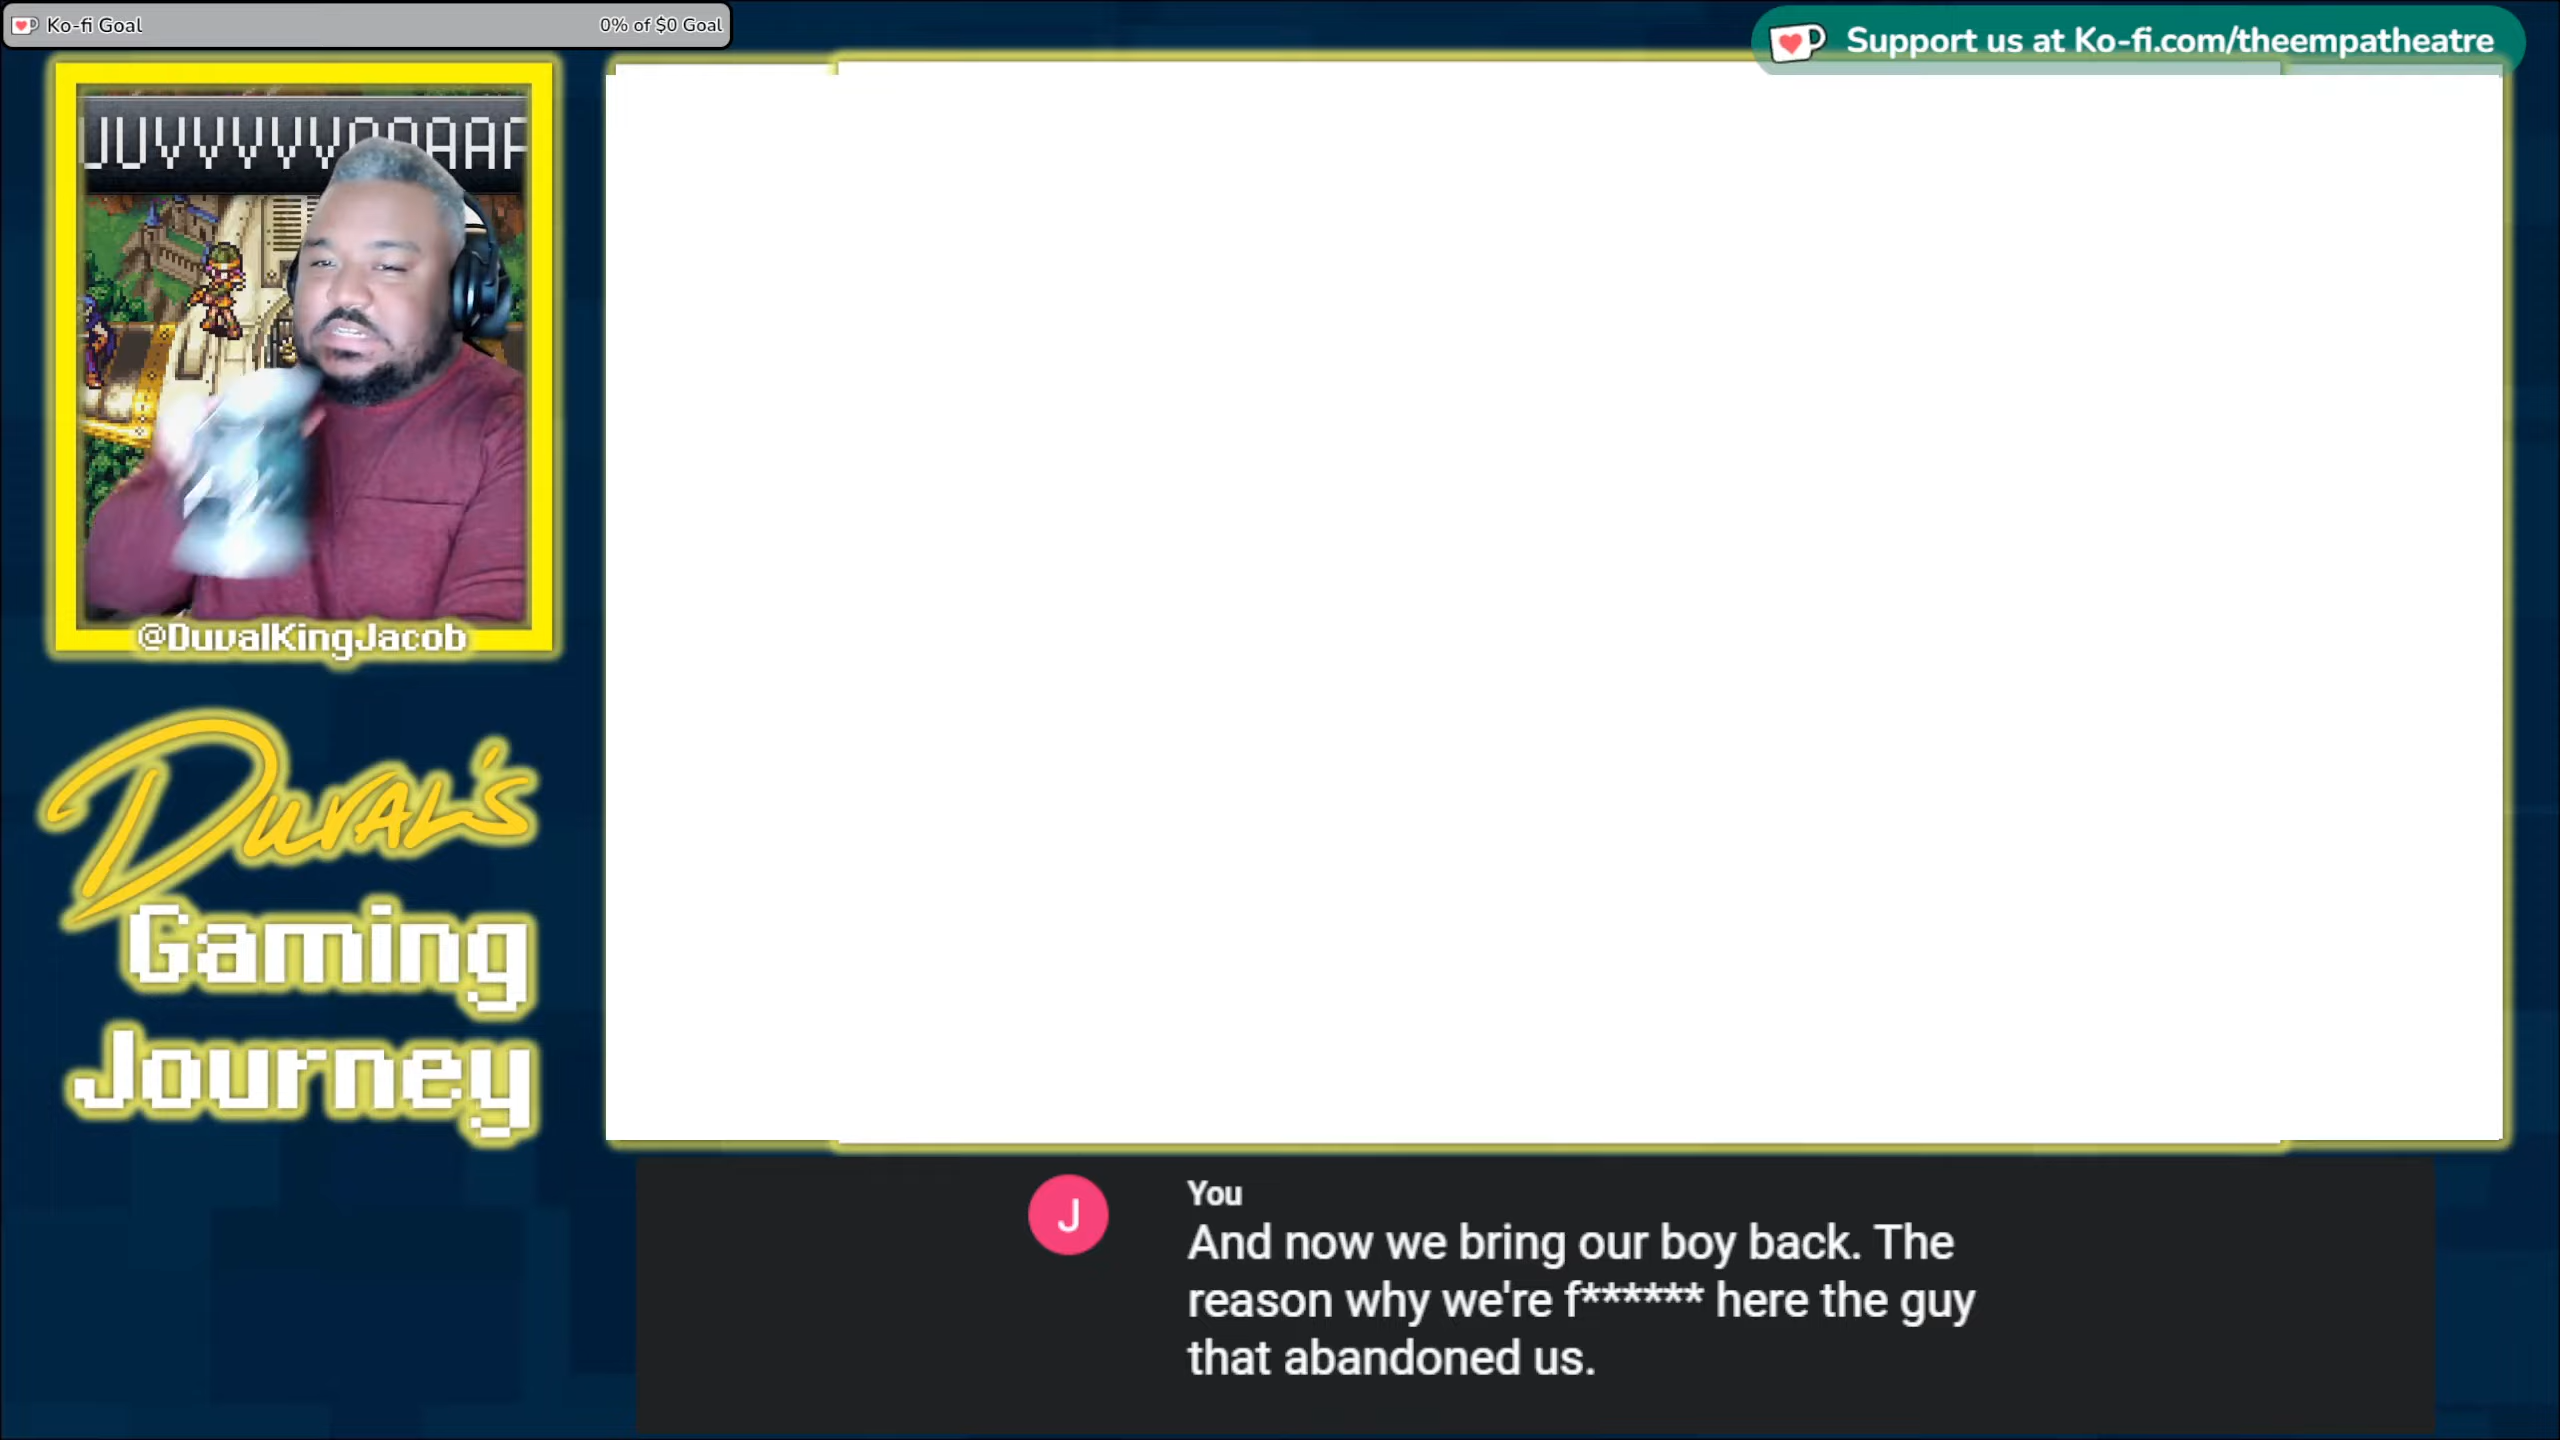 Ko-fi Goal
0% of $0 Goal
Support us at Ko-fi.com/theempatheatre
@DuvalKingJacob
Duval's
Gaming
Journey
J
You
And now we bring our boy back. The
reason why we're f****** here the guy
that abandoned us.